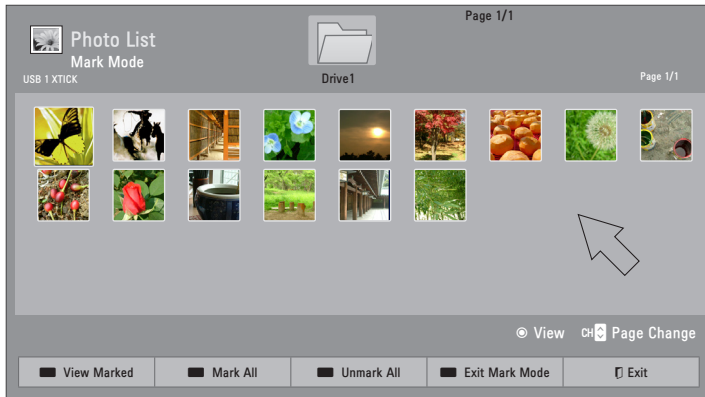 Page 1/1
Photo List
Mark Mode
USB 1 XTICK
Drive1
Page 1/1
View CH Page Change
View Marked
Mark All
Unmark All
Exit Mark Mode
Exit